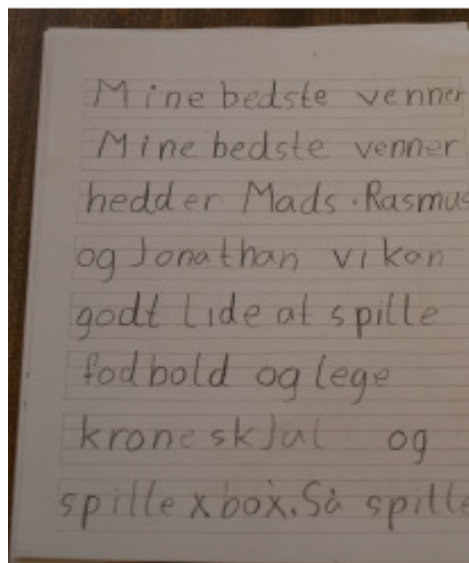 Mine bedste venner
Mine bedste venner
hedder Mads . Rasmus
og Jonathan vi kan
godt lide at spille
fodbold og lege
kroneskjul og
spille xbox. Så spille